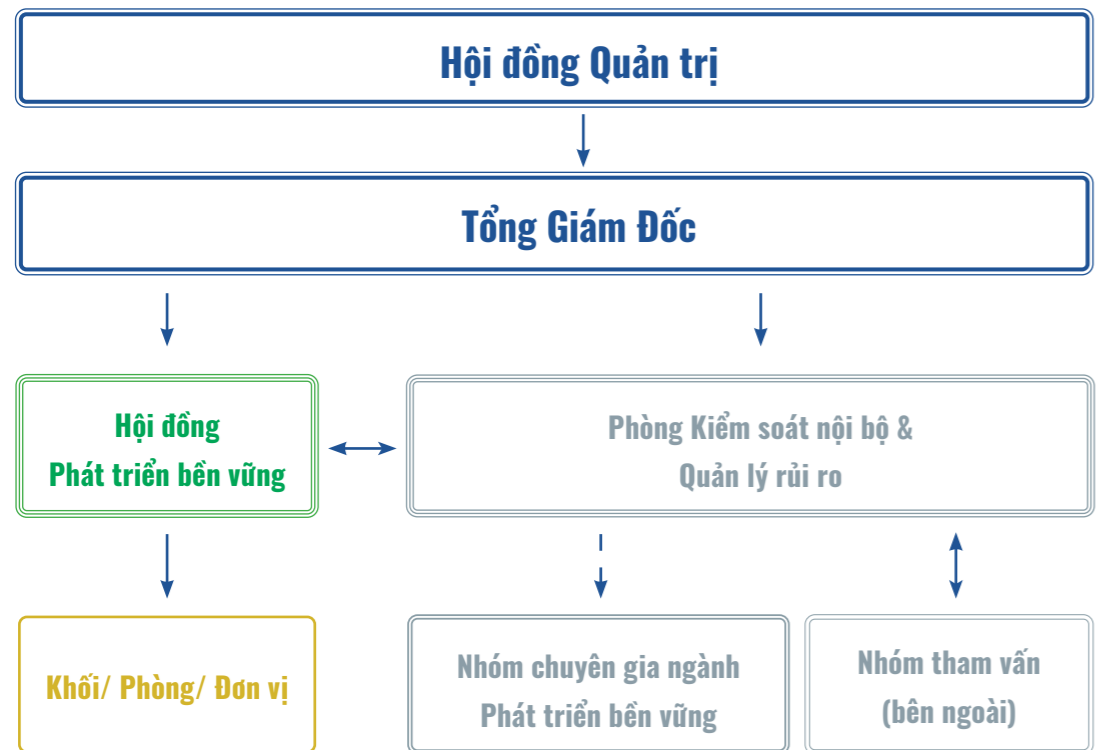 Hội đồng Quản trị
Tổng Giám Đốc
Hội đồng
Phát triển bền vững
Phòng Kiểm soát nội bộ &
Quản lý rủi ro
Khối/ Phòng/ Đơn vị
Nhóm chuyên gia ngành
Phát triển bền vững
Nhóm tham vấn
(bên ngoài)